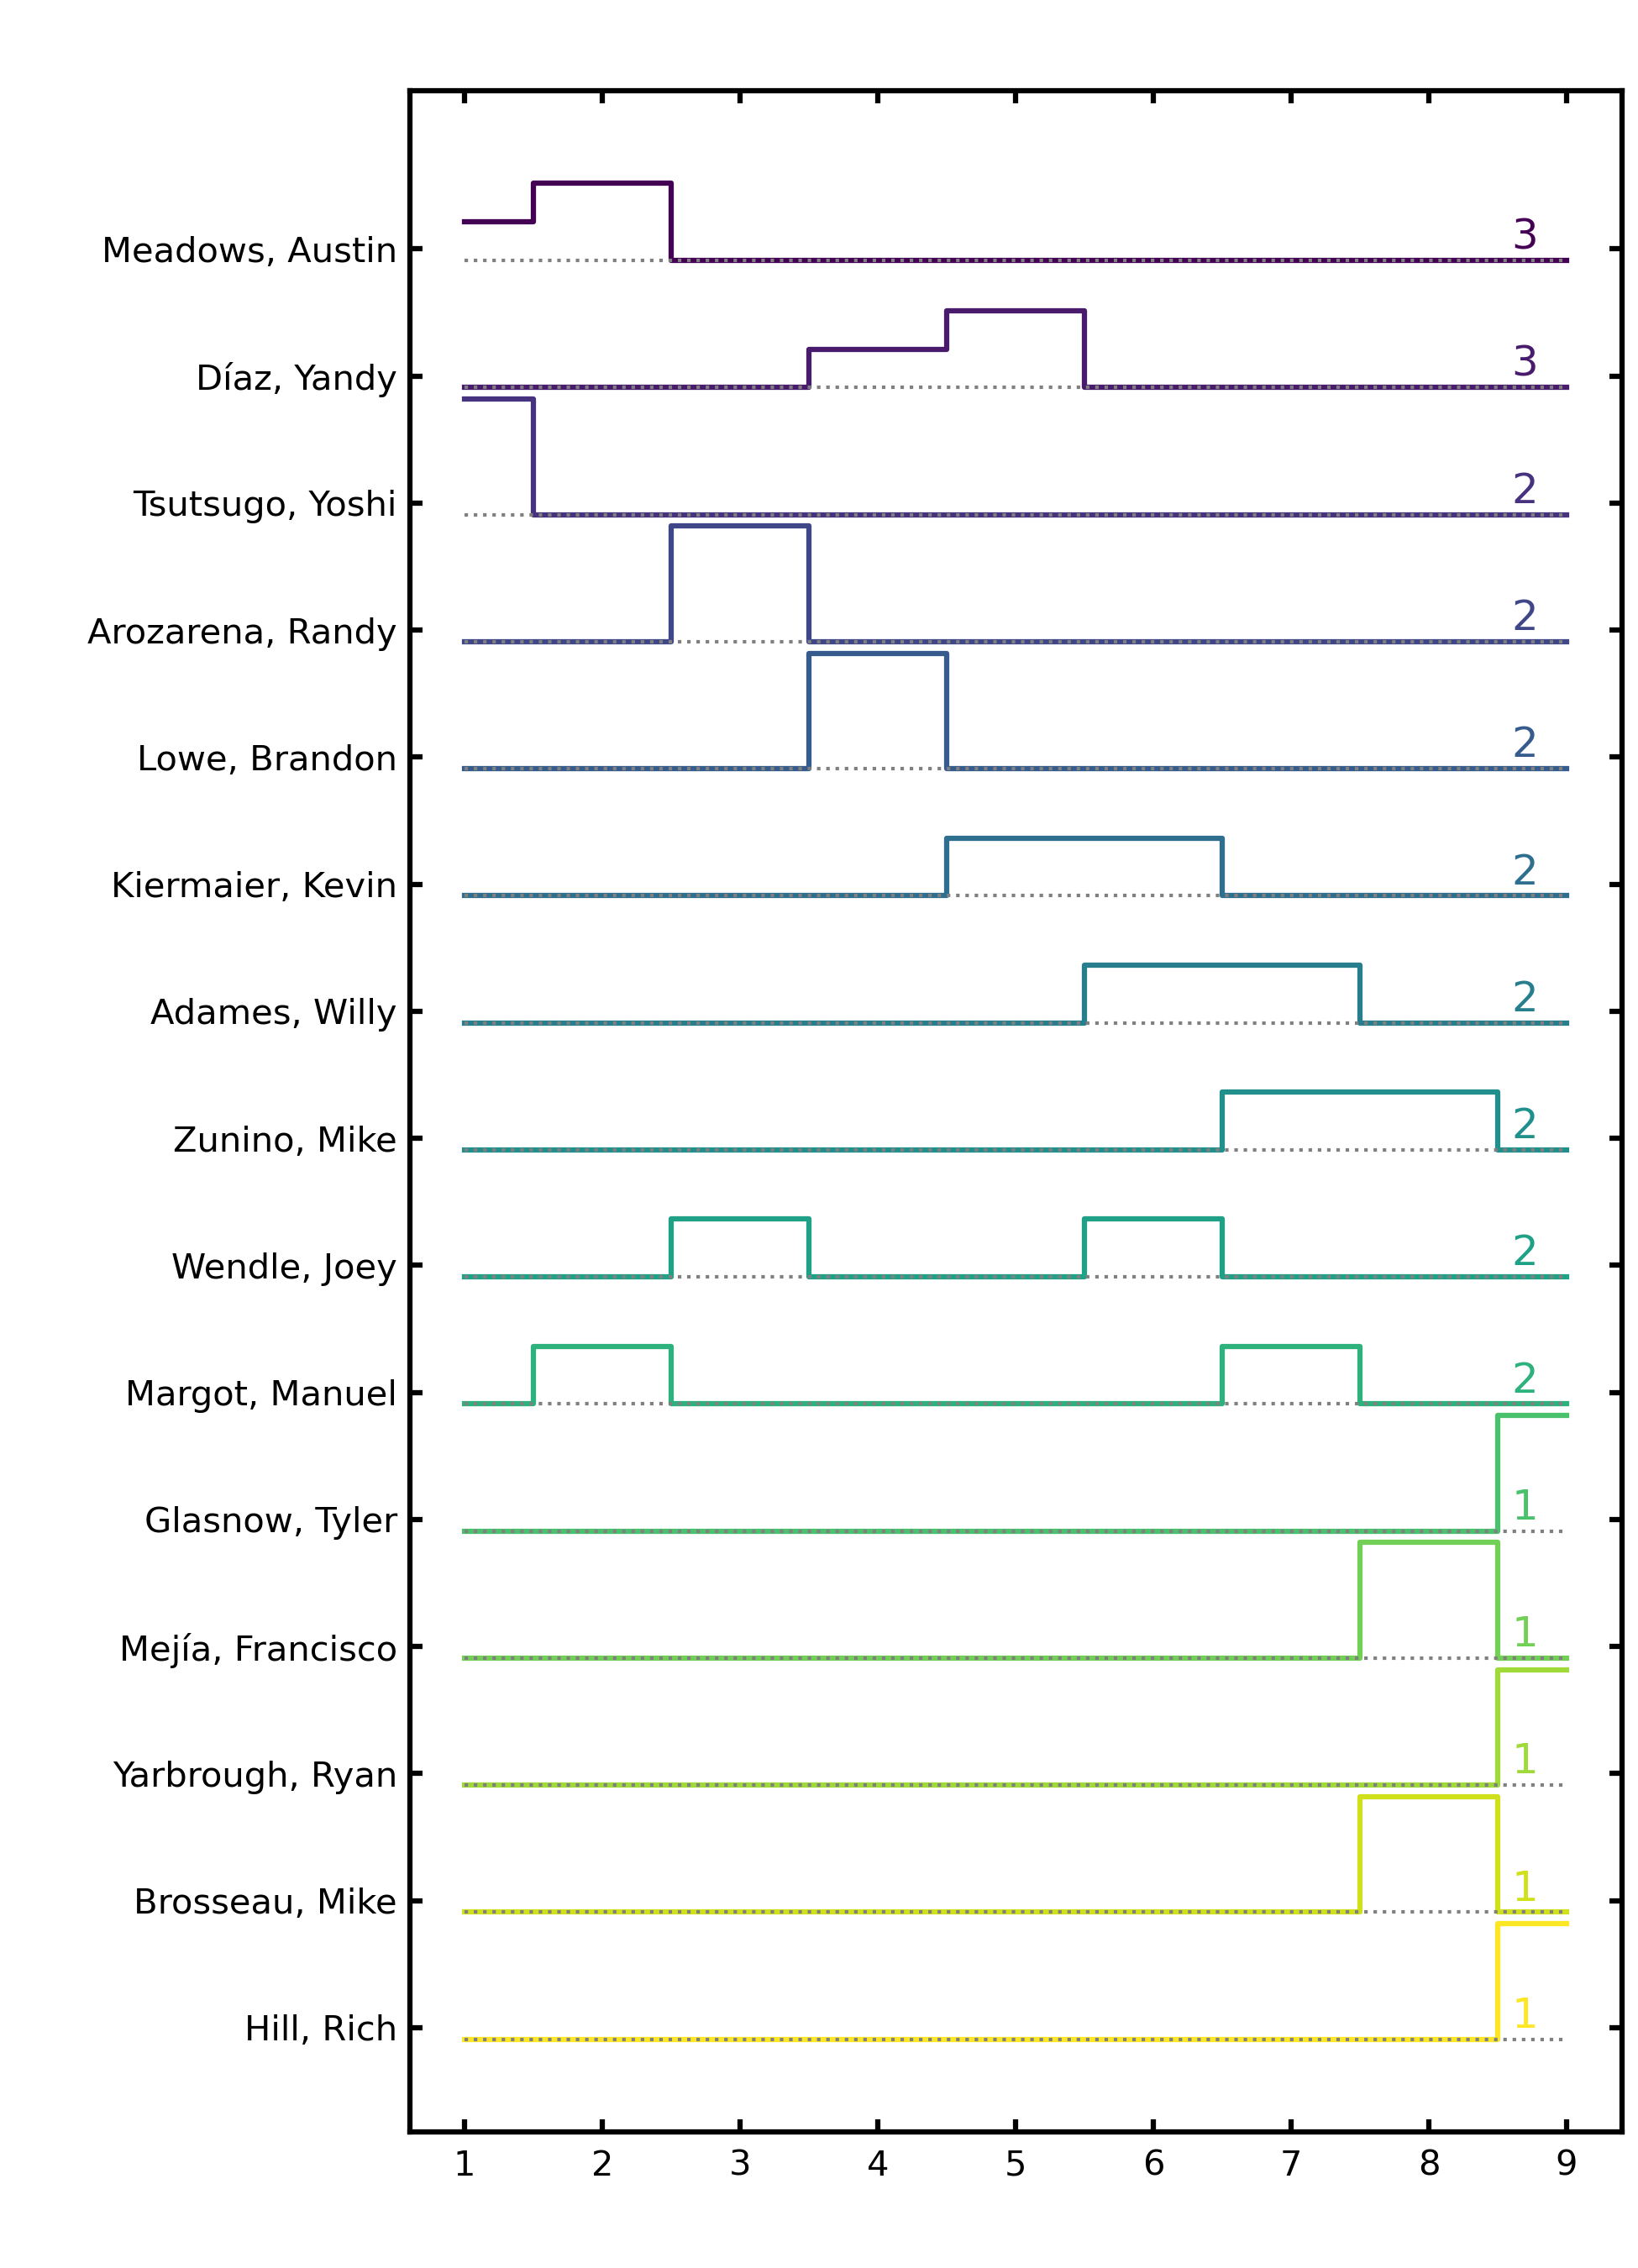 Meadows, Austin 3
Díaz, Yandy 3
Tsutsugo, Yoshi 2
Arozarena, Randy 2
Lowe, Brandon 2
Kiermaier, Kevin 2
Adames, Willy 2
Zunino, Mike 2
Wendle, Joey 2
Margot, Manuel 2
Glasnow, Tyler 1
Mejía, Francisco 1
Yarbrough, Ryan 1
Brosseau, Mike 1
Hill, Rich 1
1 2 3 4 5 6 7 8 9